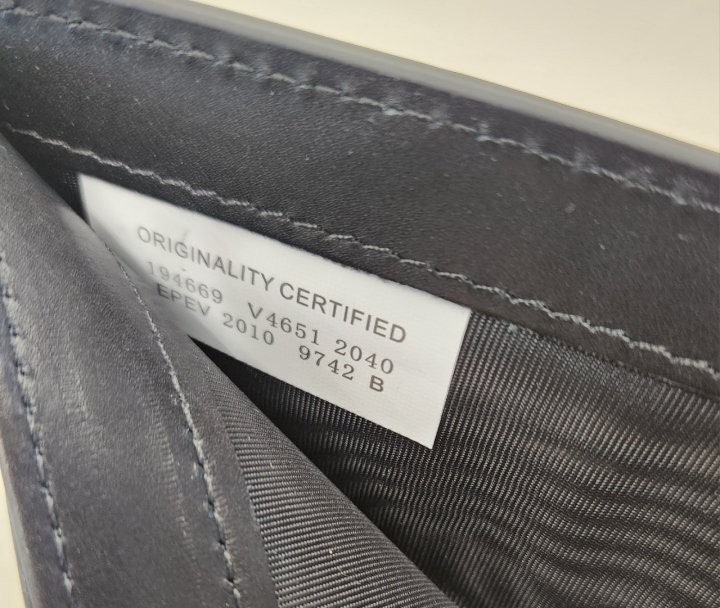 ORIGINALITY CERTIFIED
194669 V4651 2040
EPEV 2010 9742 B